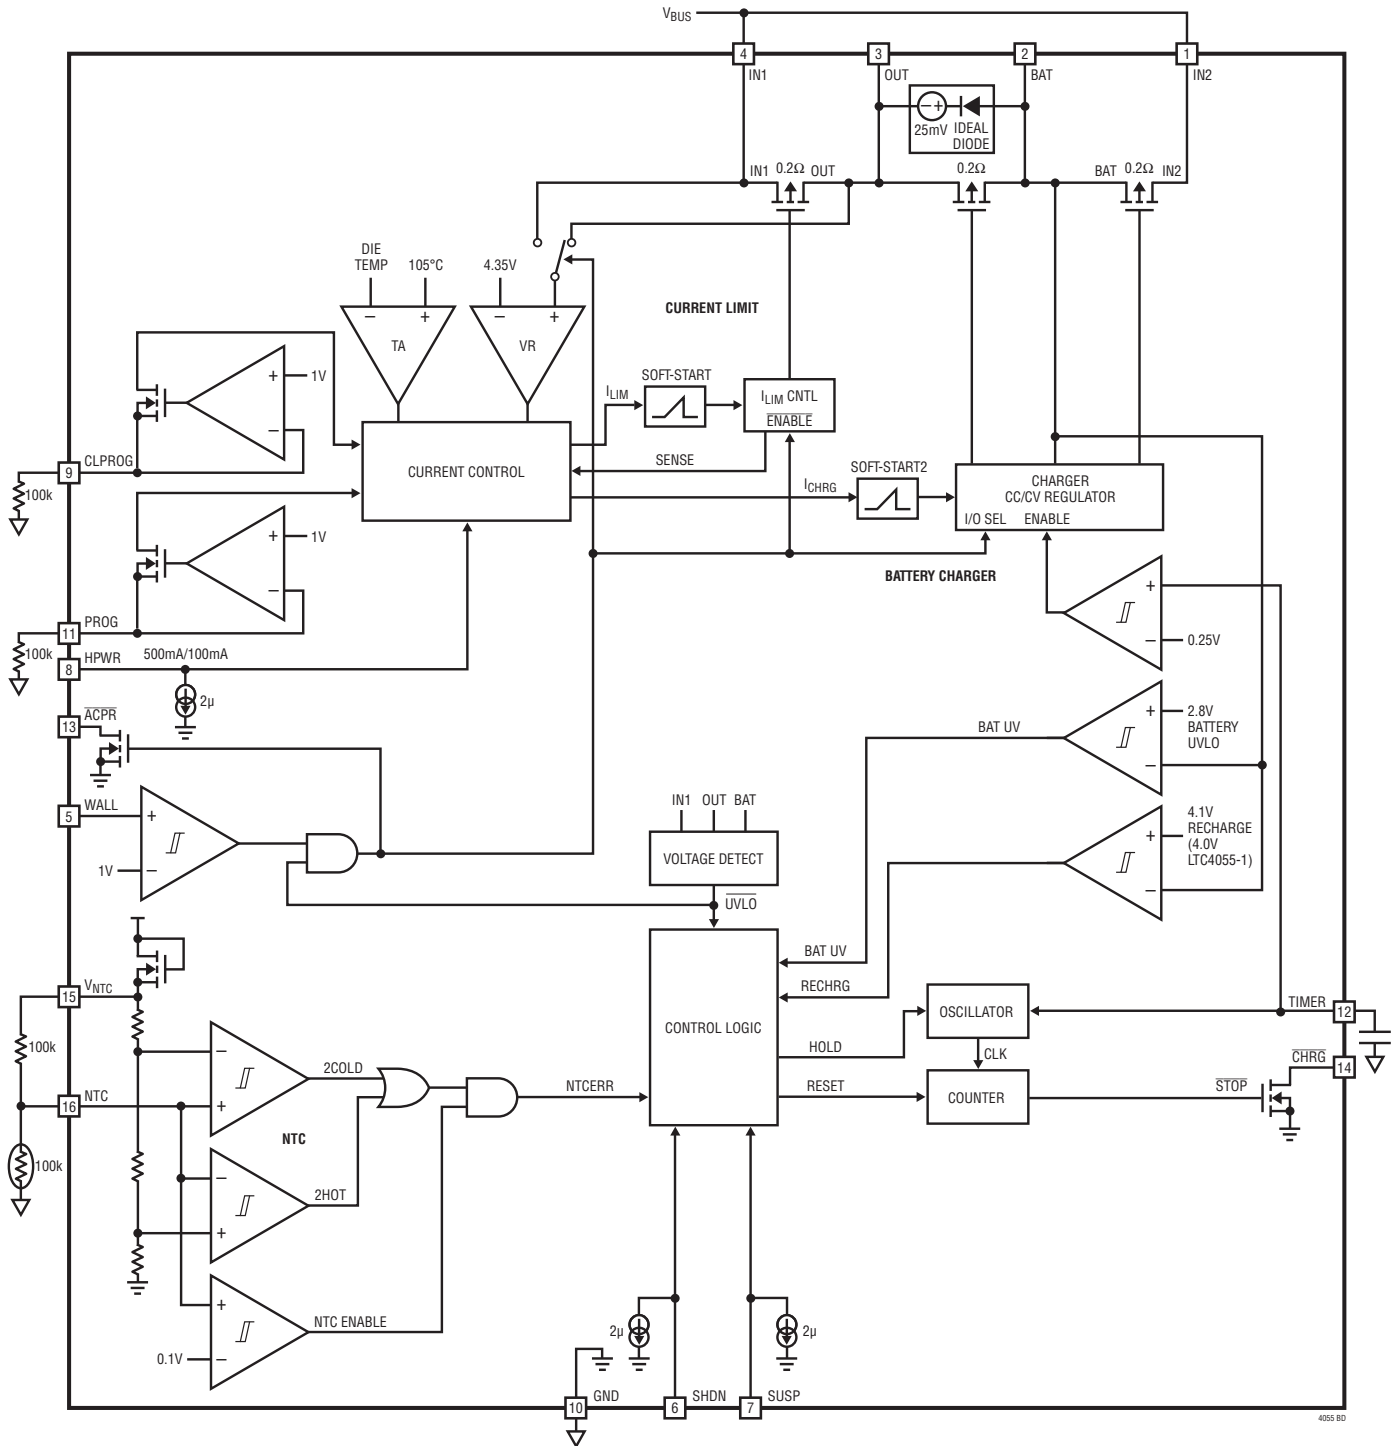 VBUS
4
3
2
1
IN1
OUT
BAT
IN2
− +
25mV IDEAL
DIODE
IN1 0.2Ω OUT
0.2Ω
BAT 0.2Ω IN2
DIE
TEMP
105°C
4.35V
CURRENT LIMIT
− +
TA
− +
VR
+ 1V
−
ILIM
SOFT-START
ILIM CNTL
ENABLE
CURRENT CONTROL
SENSE
9
CLPROG
100k
ICHRG
SOFT-START2
CHARGER
CC/CV REGULATOR
I/O SEL ENABLE
BATTERY CHARGER
+ 1V
−
11
PROG
100k
8
HPWR
500mA/100mA
2µ
+
− 0.25V
13
ACPR
BAT UV
+ 2.8V
BATTERY
UVLO
−
5
WALL
+
1V −
IN1 OUT BAT
VOLTAGE DETECT
UVLO
4.1V
+ RECHARGE
(4.0V
LTC4055-1)
−
15
VNTC
100k
BAT UV
RECHRG
CONTROL LOGIC
HOLD
RESET
OSCILLATOR
CLK
COUNTER
TIMER
12
CHRG
14
STOP
16
NTC
100k
−
+
2COLD
NTC
NTCERR
−
+
2HOT
+
0.1V −
NTC ENABLE
2µ
2µ
10
GND
6
SHDN
7
SUSP
4055 BD